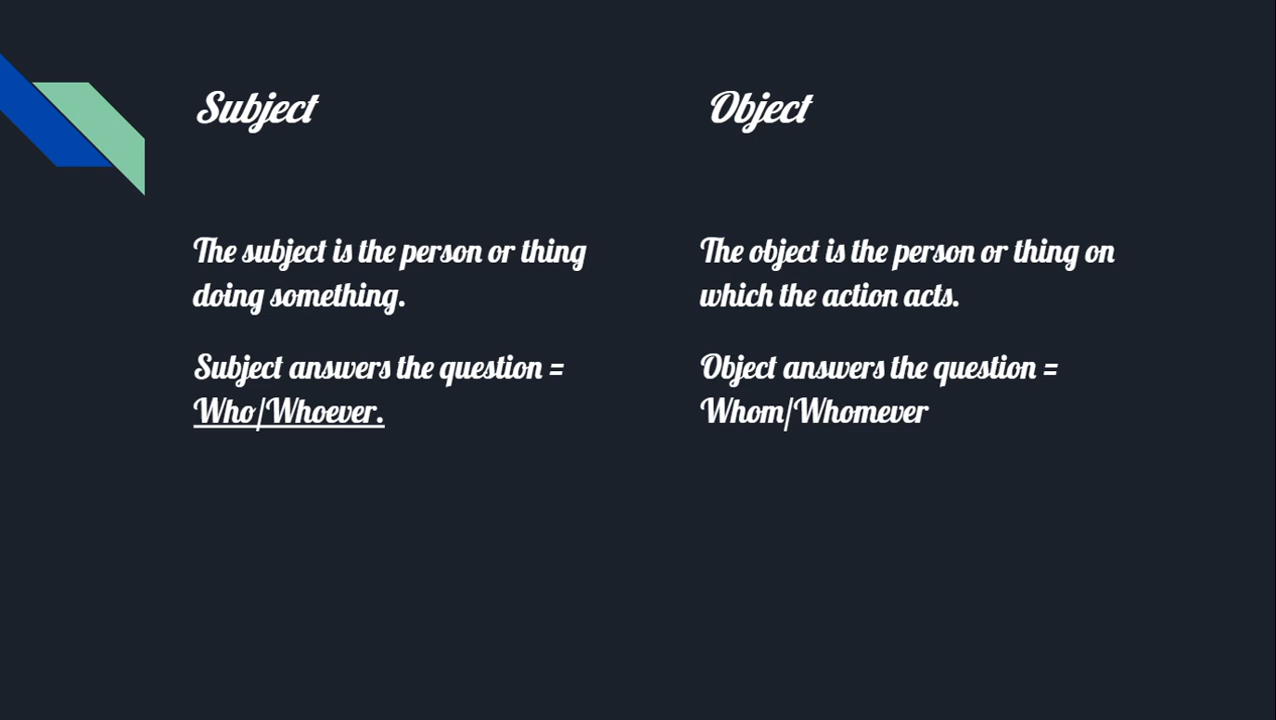 Subject
The subject is the person or thing
doing something.
Subject answers the question =
Who/Whoever.
Object
The object is the person or thing on
which the action acts.
Object answers the question =
Whom/Whomever